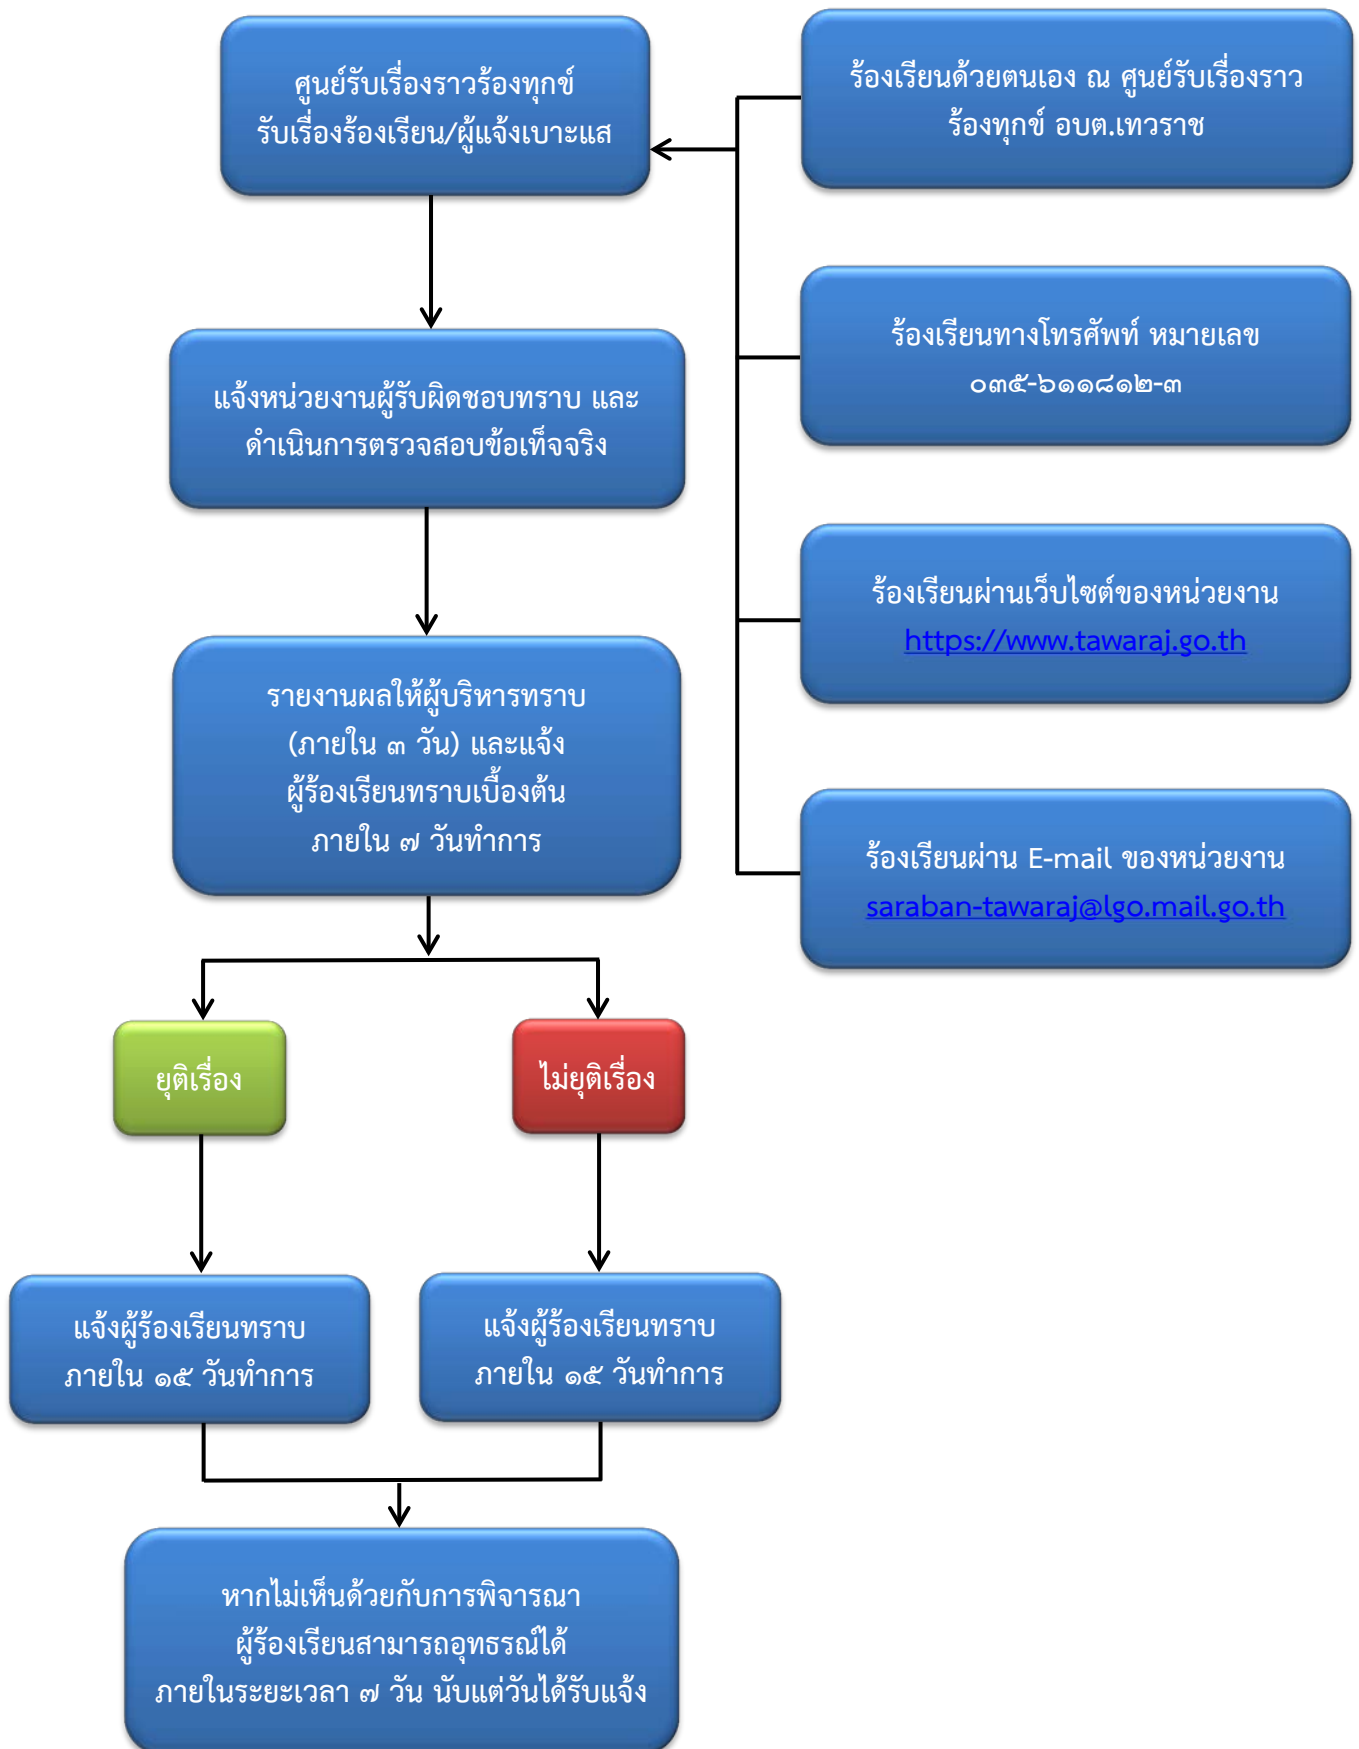 ศูนย์รับเรื่องราวร้องทุกข์
รับเรื่องร้องเรียน/ผู้แจ้งเบาะแส
ร้องเรียนด้วยตนเอง ณ ศูนย์รับเรื่องราว
ร้องทุกข์ อบต.เทวราช
ร้องเรียนทางโทรศัพท์ หมายเลข
๐๓๕-๖๑๑๘๑๒-๓
แจ้งหน่วยงานผู้รับผิดชอบทราบ และ
ดำเนินการตรวจสอบข้อเท็จจริง
ร้องเรียนผ่านเว็บไซต์ของหน่วยงาน
https://www.tawaraj.go.th
รายงานผลให้ผู้บริหารทราบ
(ภายใน ๓ วัน) และแจ้ง
ผู้ร้องเรียนทราบเบื้องต้น
ภายใน ๗ วันทำการ
ร้องเรียนผ่าน E-mail ของหน่วยงาน
saraban-tawaraj@lgo.mail.go.th
ยุติเรื่อง
ไม่ยุติเรื่อง
แจ้งผู้ร้องเรียนทราบ
ภายใน ๑๕ วันทำการ
แจ้งผู้ร้องเรียนทราบ
ภายใน ๑๕ วันทำการ
หากไม่เห็นด้วยกับการพิจารณา
ผู้ร้องเรียนสามารถอุทธรณ์ได้
ภายในระยะเวลา ๗ วัน นับแต่วันได้รับแจ้ง